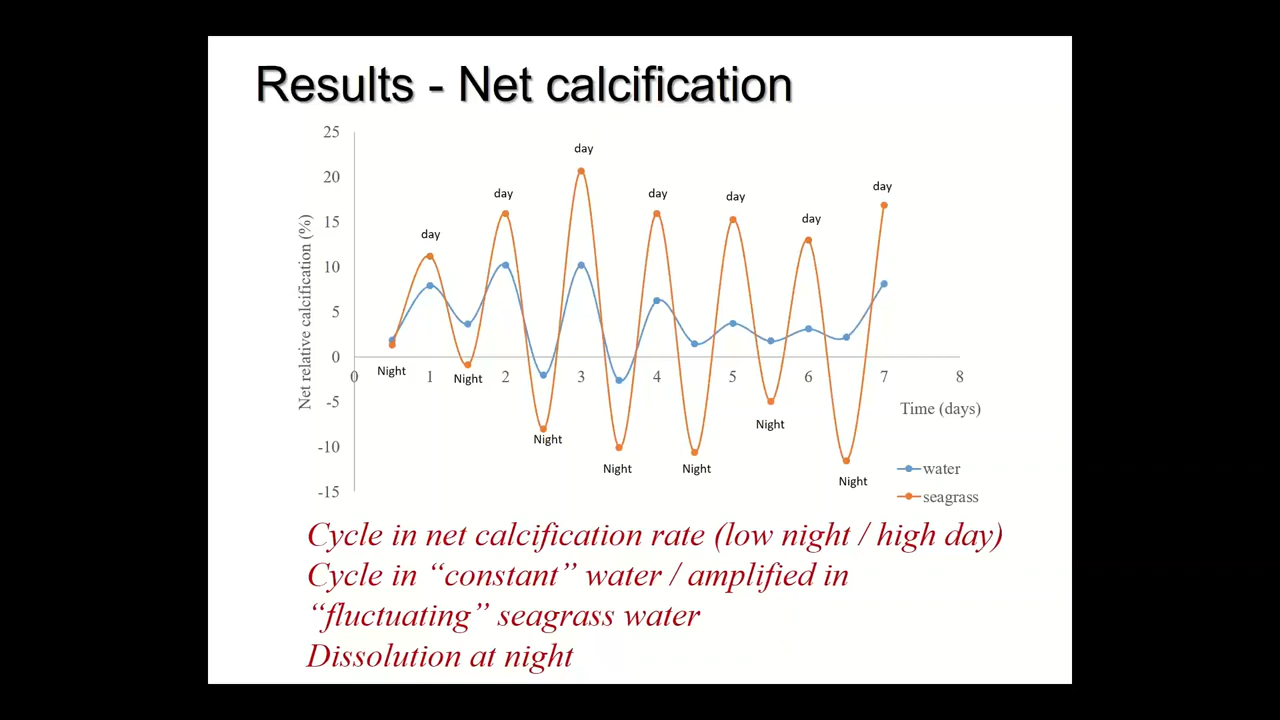 Results - Net calcification
25
20
15
10
5
0
-5
-10
-15
Net relative calcification (%)
0 1 2 3 4 5 6 7 8
Time (days)
day
day
day
day
day
day
day
Night
Night
Night
Night
Night
Night
Night
water
seagrass
Cycle in net calcification rate (low night / high day)
Cycle in “constant” water / amplified in
“fluctuating” seagrass water
Dissolution at night